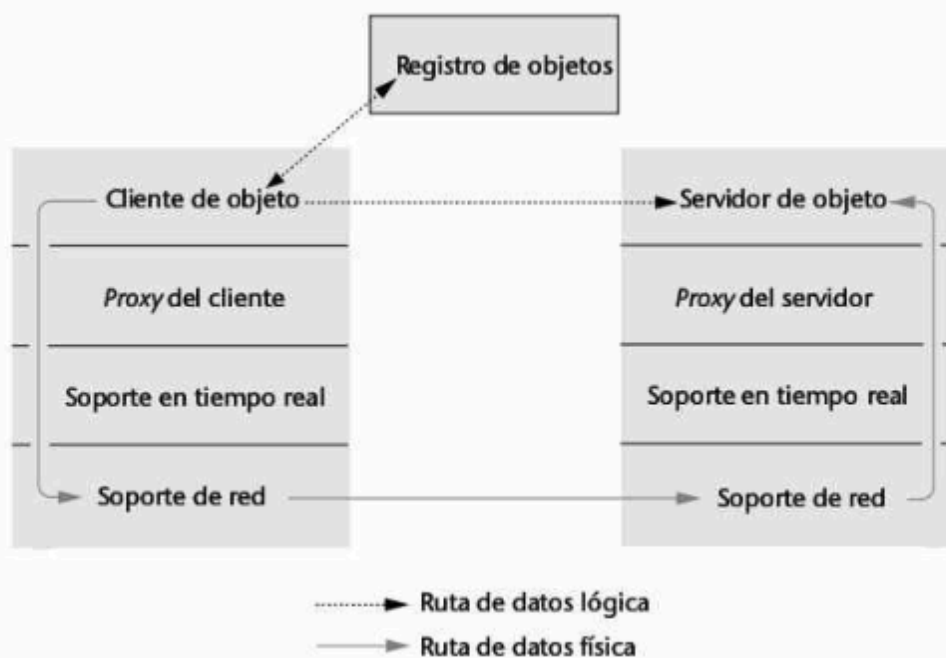 Registro de objetos
Cliente de objeto
Servidor de objeto
Proxy del cliente
Proxy del servidor
Soporte en tiempo real
Soporte en tiempo real
Soporte de red
Soporte de red
Ruta de datos lógica
Ruta de datos física